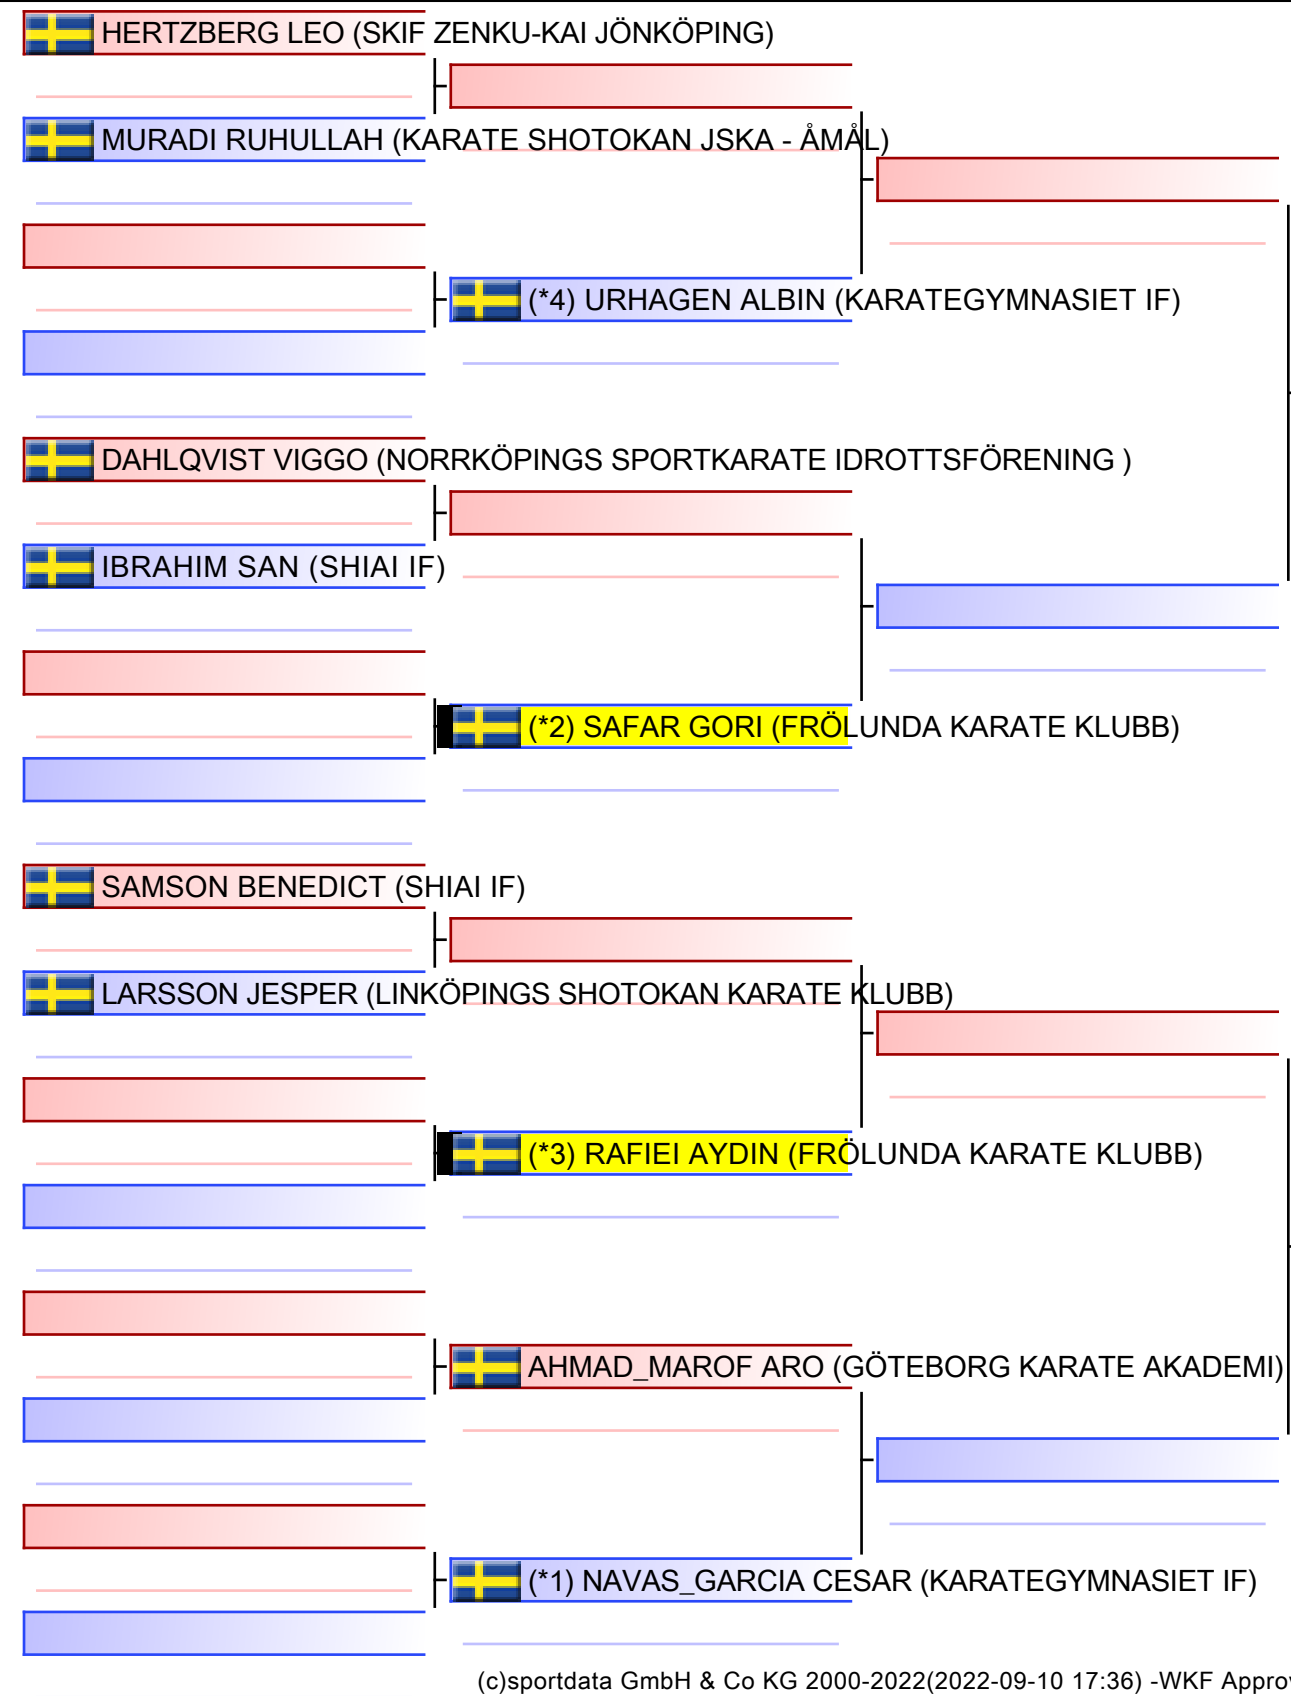 HERTZBERG LEO (SKIF ZENKU-KAI JÖNKÖPING)
MURADI RUHULLAH (KARATE SHOTOKAN JSKA - ÅMÅL)
(*4) URHAGEN ALBIN (KARATEGYMNASIET IF)
DAHLQVIST VIGGO (NORRKÖPINGS SPORTKARATE IDROTTSFÖRENING )
IBRAHIM SAN (SHIAI IF)
(*2) SAFAR GORI (FRÖLUNDA KARATE KLUBB)
SAMSON BENEDICT (SHIAI IF)
LARSSON JESPER (LINKÖPINGS SHOTOKAN KARATE KLUBB)
(*3) RAFIEI AYDIN (FRÖLUNDA KARATE KLUBB)
AHMAD_MAROF ARO (GÖTEBORG KARATE AKADEMI)
(*1) NAVAS_GARCIA CESAR (KARATEGYMNASIET IF)
(c)sportdata GmbH & Co KG 2000-2022(2022-09-10 17:36) -WKF Approv